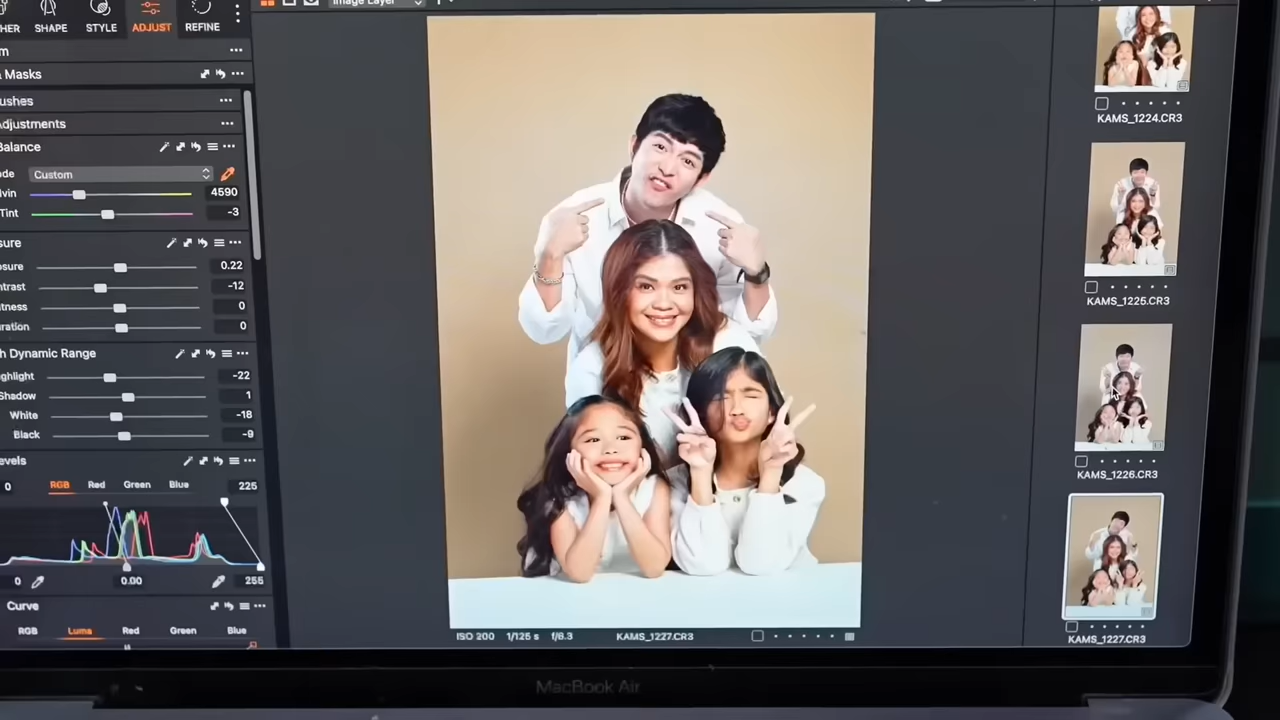 Image Layer
HER SHAPE STYLE ADJUST REFINE
m
Masks
ushes
Adjustments
Balance
ode Custom
lvin 4590
Tint -3
sure
osure 0.22
ntrast -12
htness 0
uration 0
h Dynamic Range
ghlight -22
Shadow 1
White -18
Black -9
evels
0 RGB Red Green Blue 225
0 0.00 255
Curve
RGB Luma Red Green Blue
ISO 200 1/125 s f/6.3 KAMS_1227.CR3
KAMS_1224.CR3
KAMS_1225.CR3
KAMS_1226.CR3
KAMS_1227.CR3
MacBook Air